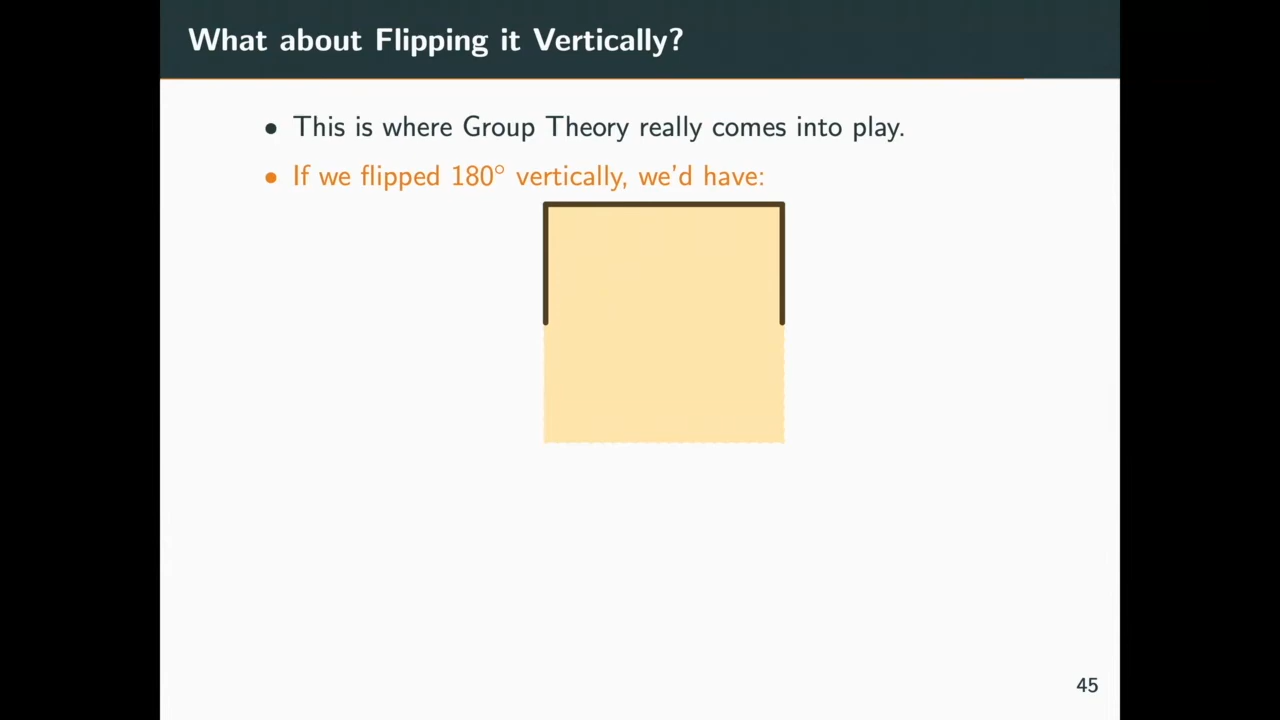 What about Flipping it Vertically?
• This is where Group Theory really comes into play.
• If we flipped 180° vertically, we'd have:
45